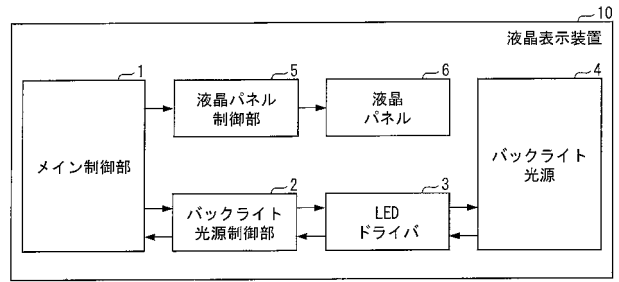 10
液晶表示装置
1
メイン制御部
5
液晶パネル
制御部
6
液晶
パネル
4
バックライト
光源
2
バックライト
光源制御部
3
LED
ドライバ